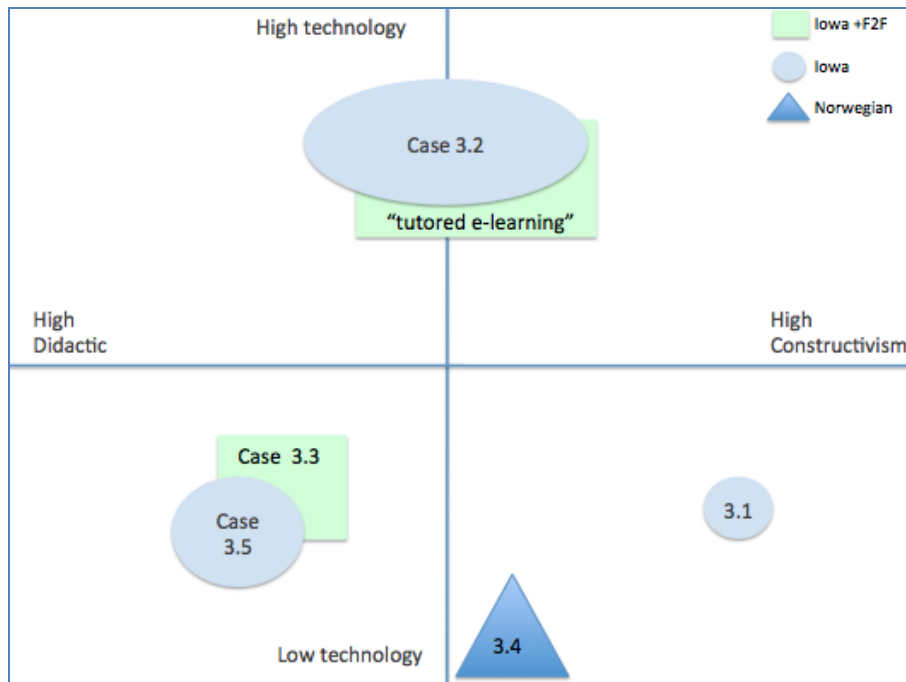 High technology
Iowa +F2F
Iowa
Norwegian
Case 3.2
“tutored e-learning”
High
Didactic
High
Constructivism
Case 3.3
Case
3.5
3.1
3.4
Low technology